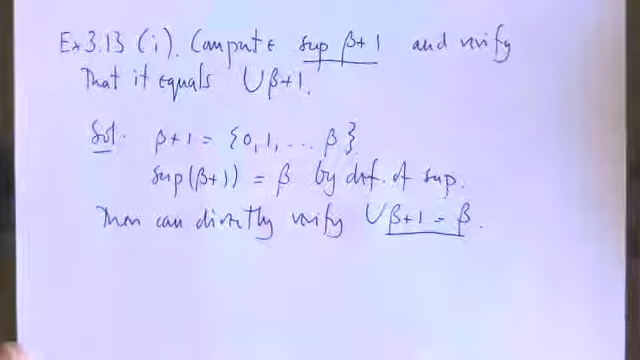 Ex 3.13 (i). Compute sup β+1 and verify
that it equals ∪β+1.
Sol. β+1 = {0, 1, ... β}
sup(β+1) = β by def. of sup.
Then can directly verify ∪β+1 = β.